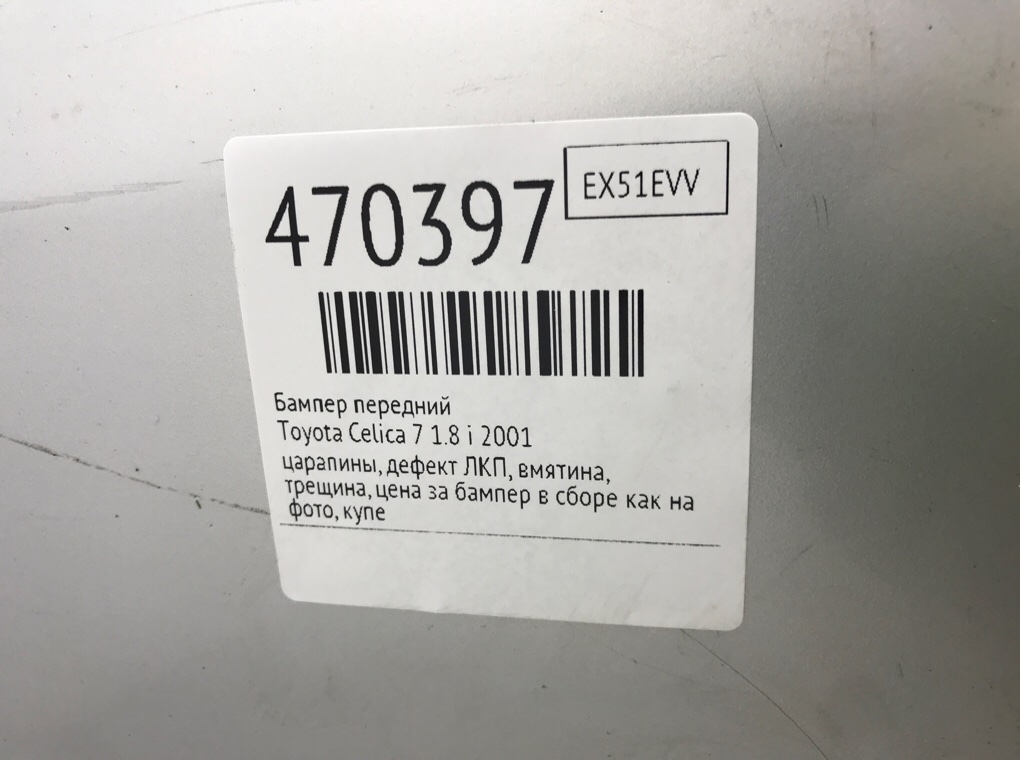 470397
EX51EVV
Бампер передний
Toyota Celica 7 1.8 i 2001
царапины, дефект ЛКП, вмятина,
трещина, цена за бампер в сборе как на
фото, купе